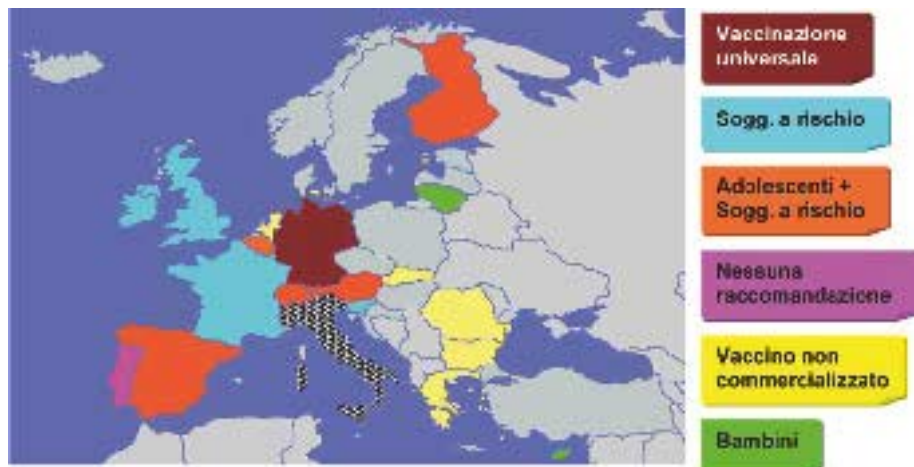 Vaccinazione
universale
Sogg. a rischio
Adolescenti +
Sogg. a rischio
Nessuna
raccomandazione
Vaccino non
commercializzato
Bambini